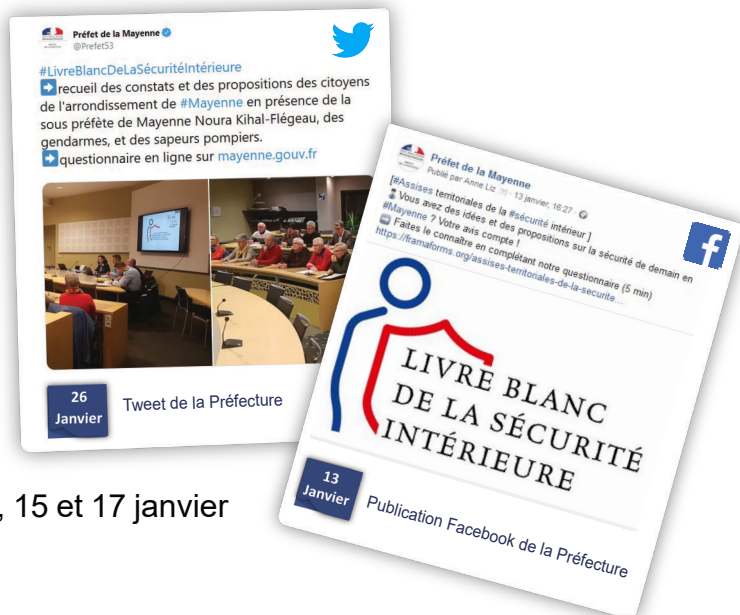 Préfet de la Mayenne
@Prefet53
#LivreBlancDeLaSécuritéIntérieure
➡recueil des constats et des propositions des citoyens
de l'arrondissement de #Mayenne en présence de la
sous préfète de Mayenne Noura Kihal-Flégeau, des
gendarmes, et des sapeurs pompiers.
➡questionnaire en ligne sur mayenne.gouv.fr
26
Janvier
Tweet de la Préfecture
Préfet de la Mayenne
Publié par Anne Liz · 13 janvier, 16:27 ·
[#Assises territoriales de la #sécurité intérieur ]
Vous avez des idées et des propositions sur la sécurité de demain en
#Mayenne ? Votre avis compte !
Faites le connaître en complétant notre questionnaire (5 min)
https://framaforms.org/assises-territoriales-de-la-securite...
LIVRE BLANC
DE LA SÉCURITÉ
INTÉRIEURE
13
Janvier
Publication Facebook de la Préfecture
, 15 et 17 janvier